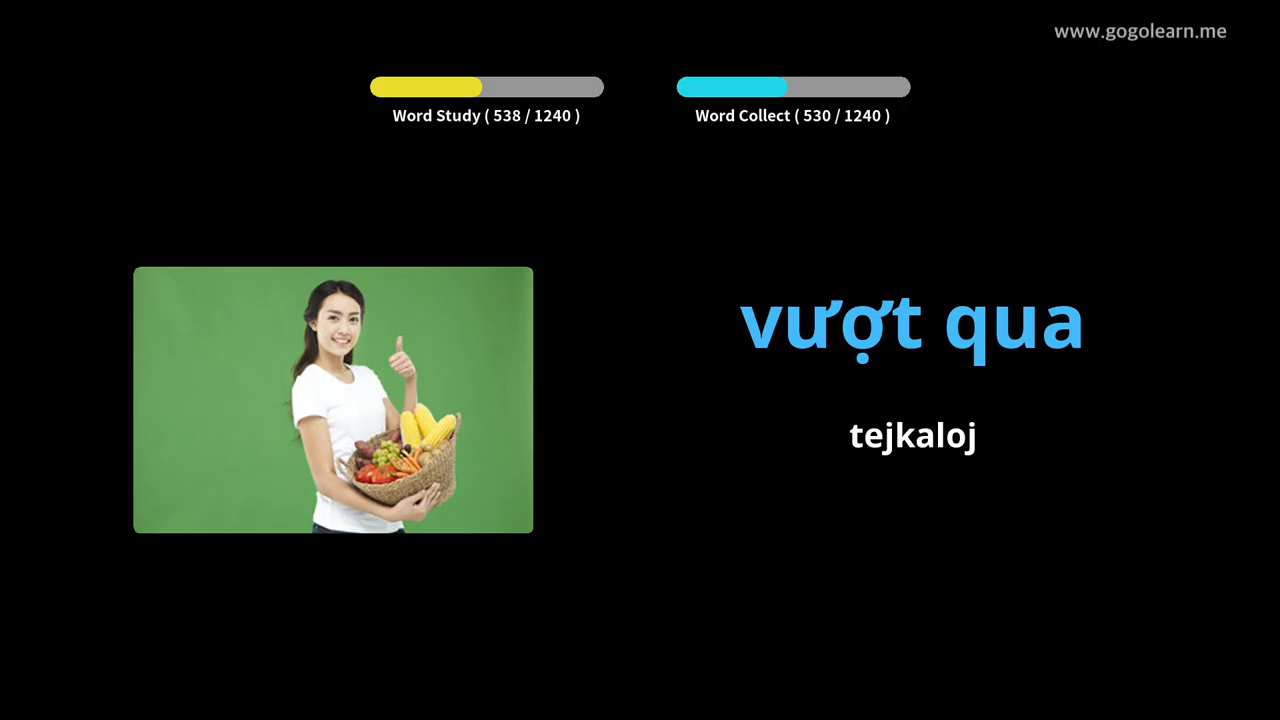 www.gogolearn.me
Word Study ( 538 / 1240 )
Word Collect ( 530 / 1240 )
vượt qua
tejkaloj